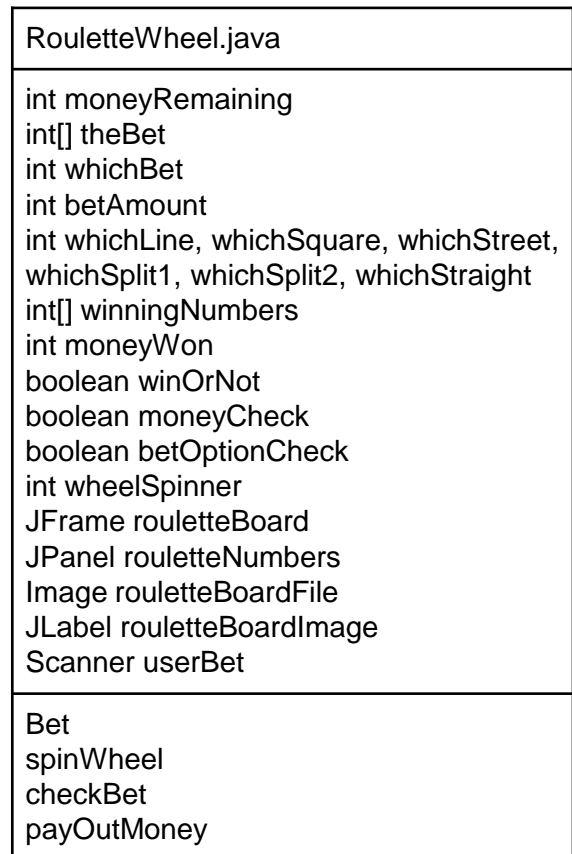 RouletteWheel.java
int moneyRemaining
int[] theBet
int whichBet
int betAmount
int whichLine, whichSquare, whichStreet,
whichSplit1, whichSplit2, whichStraight
int[] winningNumbers
int moneyWon
boolean winOrNot
boolean moneyCheck
boolean betOptionCheck
int wheelSpinner
JFrame rouletteBoard
JPanel rouletteNumbers
Image rouletteBoardFile
JLabel rouletteBoardImage
Scanner userBet
Bet
spinWheel
checkBet
payOutMoney